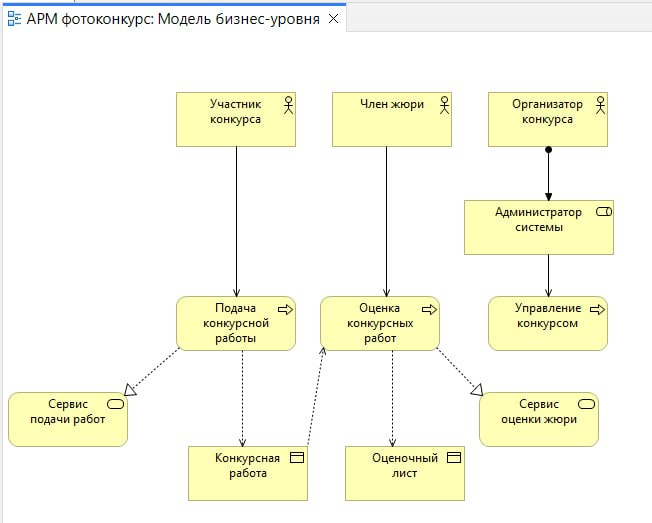 АРМ фотоконкурс: Модель бизнес-уровня
Участник
конкурса
Член жюри
Организатор
конкурса
Администратор
системы
Подача
конкурсной
работы
Оценка
конкурсных
работ
Управление
конкурсом
Сервис
подачи работ
Сервис
оценки жюри
Конкурсная
работа
Оценочный
лист